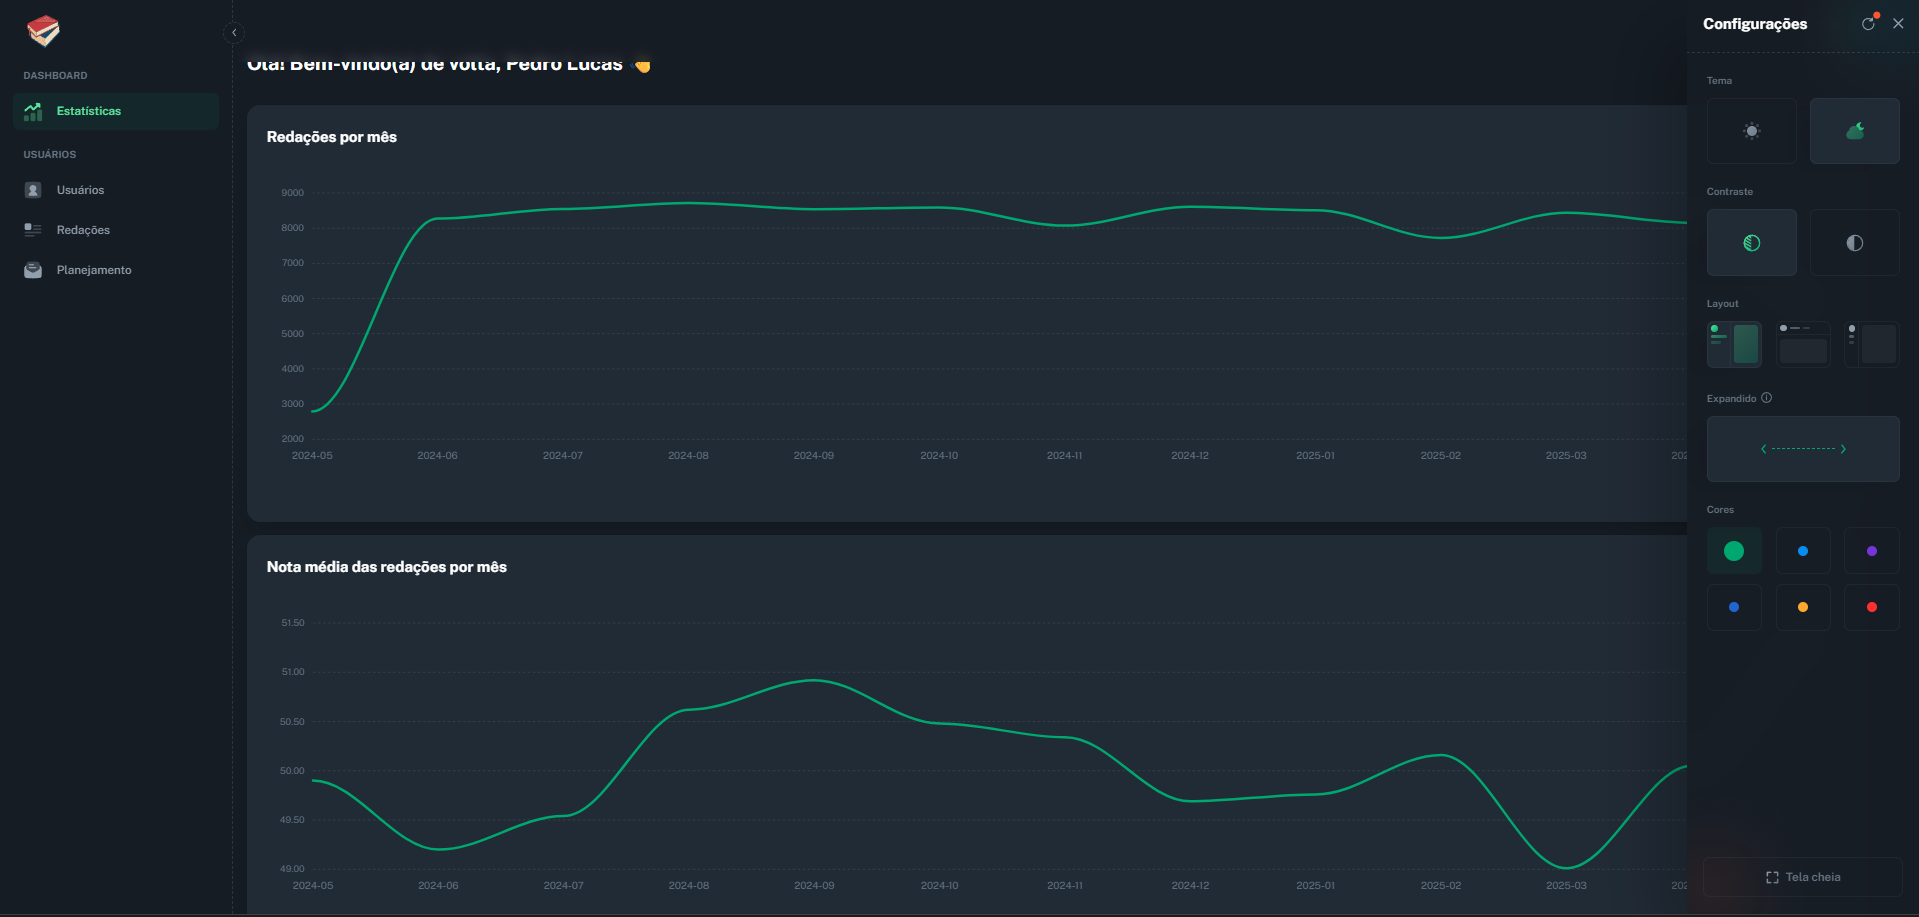 DASHBOARD
Estatísticas
USUÁRIOS
Usuários
Redações
Planejamento
Olá! Bem-vindo(a) de volta, Pedro Lucas
Redações por mês
9000
8000
7000
6000
5000
4000
3000
2000
2024-05 2024-06 2024-07 2024-08 2024-09 2024-10 2024-11 2024-12 2025-01 2025-02 2025-03 202
Nota média das redações por mês
51.50
51.00
50.50
50.00
49.50
49.00
2024-05 2024-06 2024-07 2024-08 2024-09 2024-10 2024-11 2024-12 2025-01 2025-02 2025-03 202
Configurações
Tema
Contraste
Layout
Expandido
Cores
Tela cheia